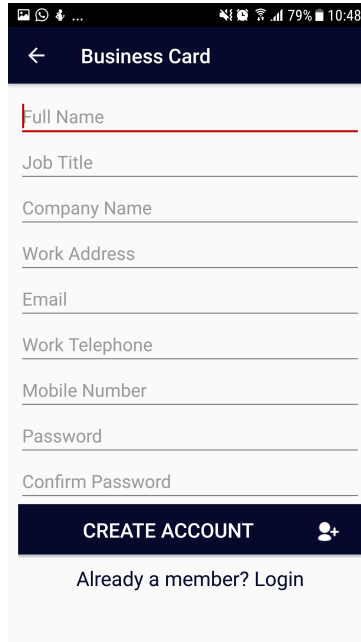 ... 79% 10:48
Business Card
Full Name
Job Title
Company Name
Work Address
Email
Work Telephone
Mobile Number
Password
Confirm Password
CREATE ACCOUNT
Already a member? Login